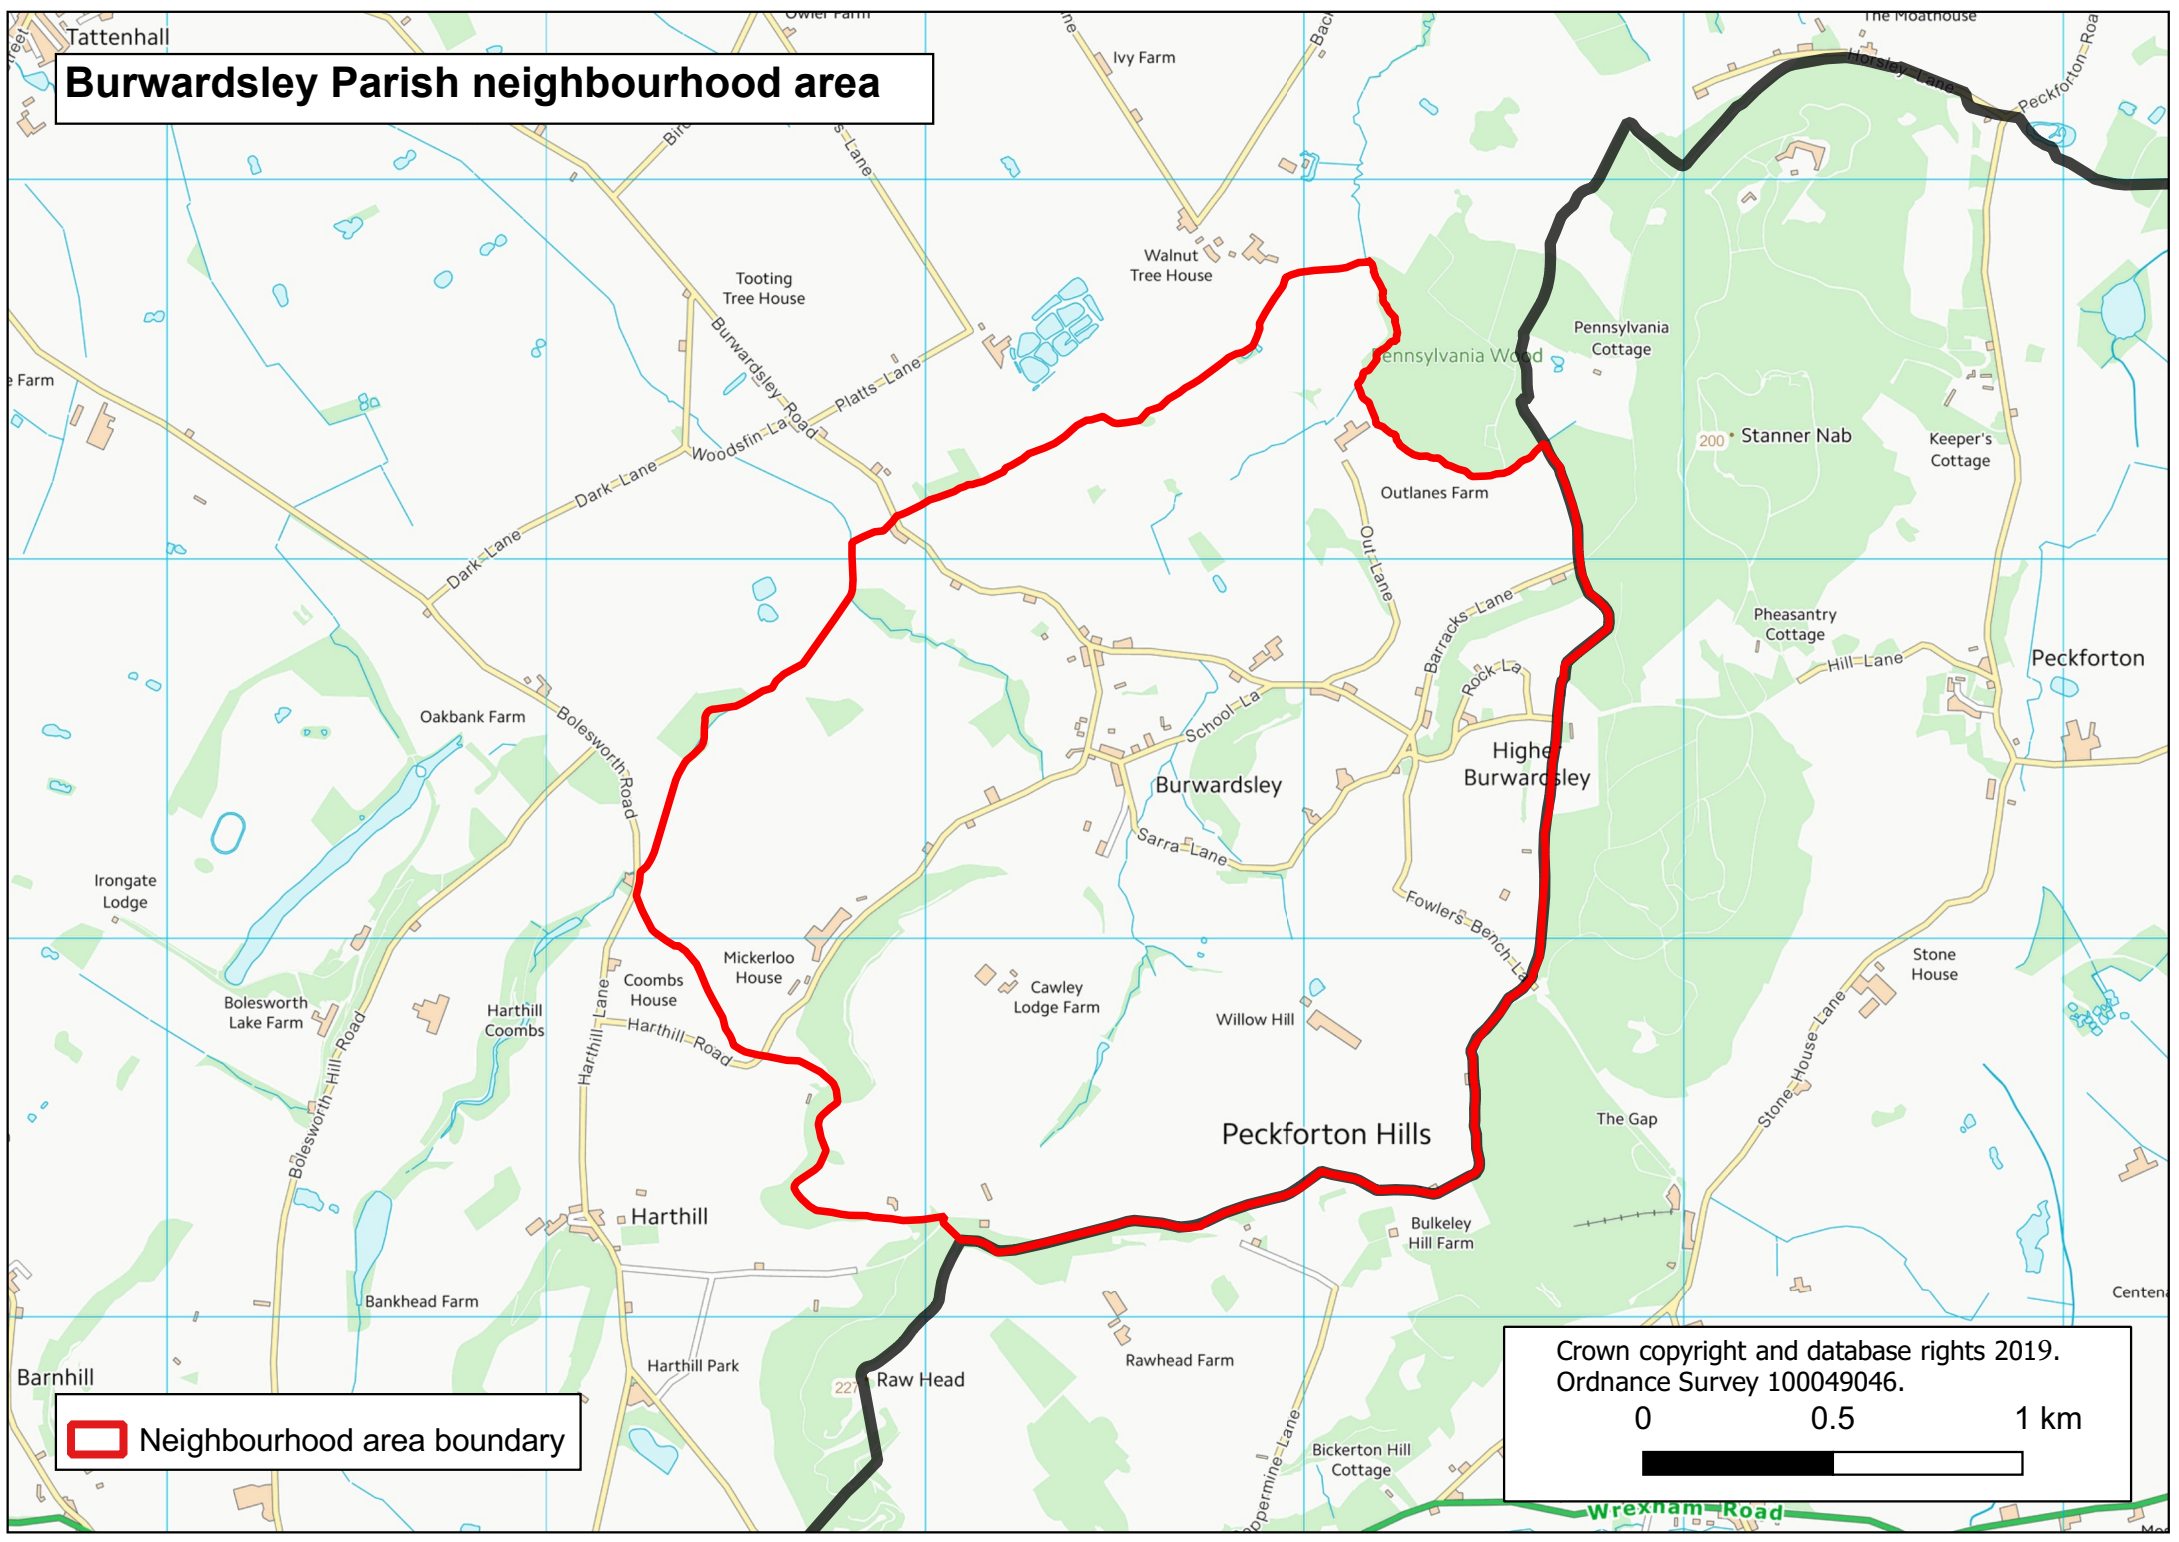 Tattenhall
Burwardsley Parish neighbourhood area
Ivy Farm
The Moathouse
Horsley Lane
Walnut
Tree House
Tooting
Tree House
Burwardsley Road
Platts Lane
Woodsfin La
Dark Lane
Dark Lane
Farm
Pennsylvania Wood
Pennsylvania
Cottage
200
Stanner Nab
Keeper's
Cottage
Outlanes Farm
Out Lane
Barracks Lane
Rock La
Pheasantry
Cottage
Hill Lane
Peckforton
Oakbank Farm
Bolesworth Road
School La
Burwardsley
Higher
Burwardsley
Sarra Lane
Fowlers Bench La
Irongate
Lodge
Bolesworth
Lake Farm
Bolesworth Hill Road
Harthill
Coombs
Coombs
House
Harthill Lane
Harthill Road
Mickerloo
House
Cawley
Lodge Farm
Willow Hill
Stone
House
Stone House Lane
Peckforton Hills
The Gap
Harthill
Bulkeley
Hill Farm
Bankhead Farm
Harthill Park
Barnhill
227
Raw Head
Rawhead Farm
Bickerton Hill
Cottage
Wrexham Road
Neighbourhood area boundary
Crown copyright and database rights 2019.
Ordnance Survey 100049046.
0 0.5 1 km